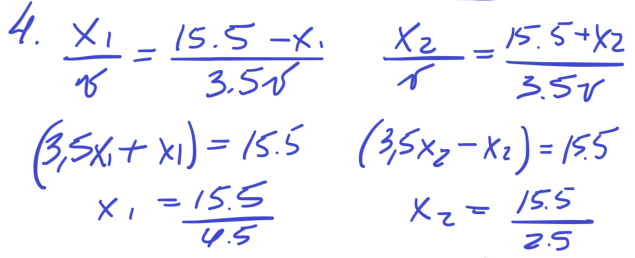 4. x₁/v = (15.5 - x₁)/3.5v    x₂/v = (15.5 + x₂)/3.5v
(3,5x₁ + x₁) = 15.5    (3,5x₂ - x₂) = 15.5
x₁ = 15.5/4.5    x₂ = 15.5/2.5